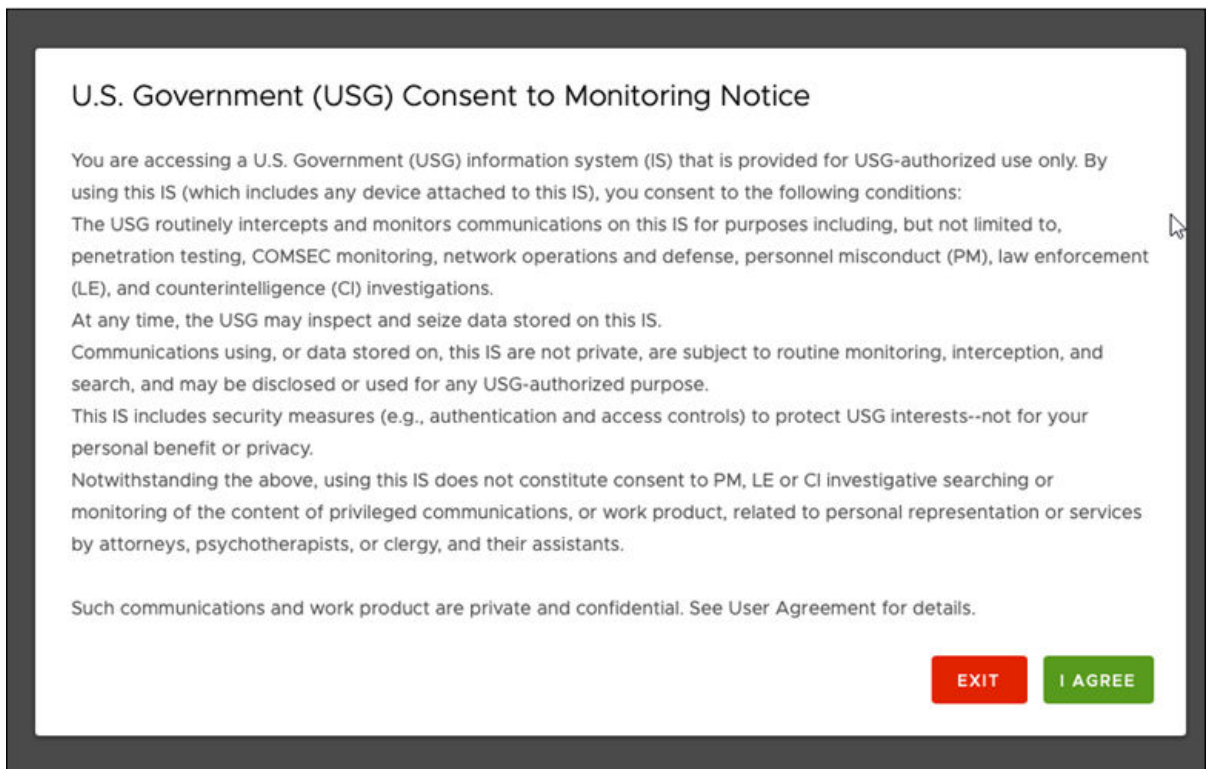 U.S. Government (USG) Consent to Monitoring Notice
You are accessing a U.S. Government (USG) information system (IS) that is provided for USG-authorized use only. By
using this IS (which includes any device attached to this IS), you consent to the following conditions:
The USG routinely intercepts and monitors communications on this IS for purposes including, but not limited to,
penetration testing, COMSEC monitoring, network operations and defense, personnel misconduct (PM), law enforcement
(LE), and counterintelligence (CI) investigations.
At any time, the USG may inspect and seize data stored on this IS.
Communications using, or data stored on, this IS are not private, are subject to routine monitoring, interception, and
search, and may be disclosed or used for any USG-authorized purpose.
This IS includes security measures (e.g., authentication and access controls) to protect USG interests--not for your
personal benefit or privacy.
Notwithstanding the above, using this IS does not constitute consent to PM, LE or CI investigative searching or
monitoring of the content of privileged communications, or work product, related to personal representation or services
by attorneys, psychotherapists, or clergy, and their assistants.
Such communications and work product are private and confidential. See User Agreement for details.
EXIT
I AGREE